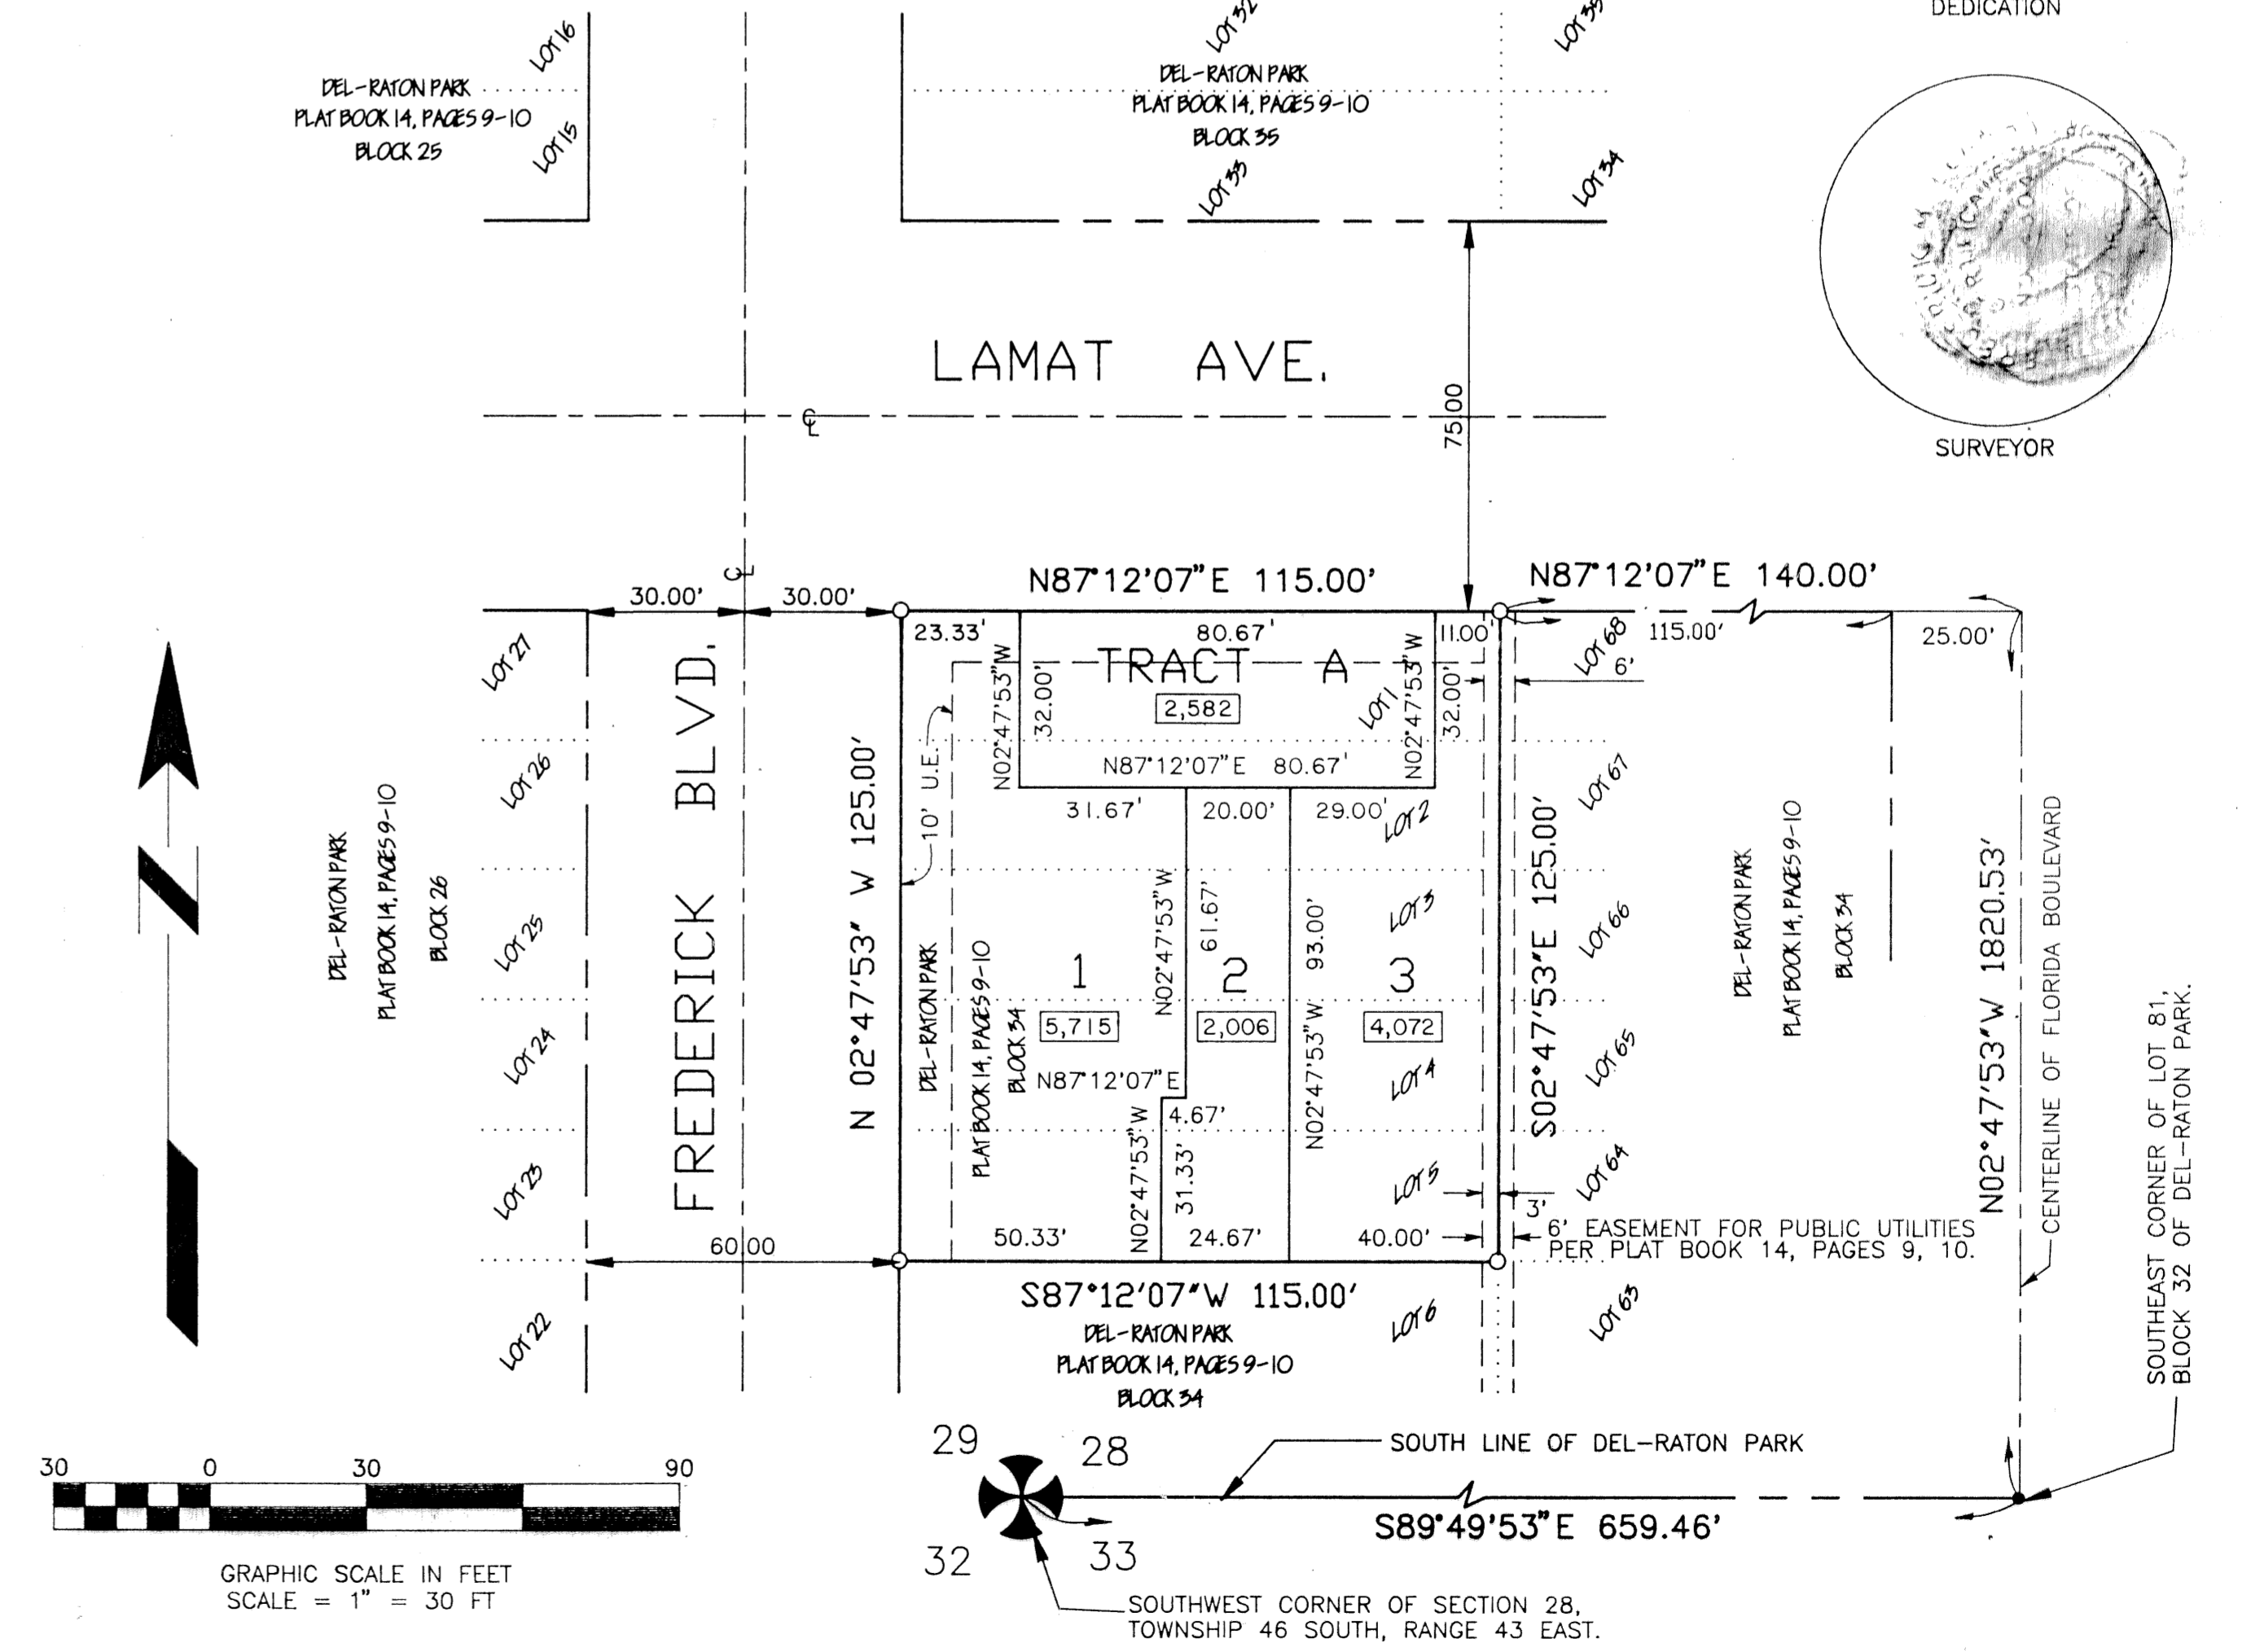 DEDICATION
LOT 16
DEL-RATON PARK
PLAT BOOK 14, PAGES 9-10
BLOCK 25
LOT 15
LOT 32
LOT 35
DEL-RATON PARK
PLAT BOOK 14, PAGES 9-10
BLOCK 35
LOT 33
LOT 34
SURVEYOR
LAMAT AVE.
℄
75.00
℄
30.00'
30.00'
N87°12'07"E 115.00'
N87°12'07"E 140.00'
115.00'
25.00'
23.33'
80.67'
11.00'
TRACT A
2,582
LOT 1
N02°47'53"W
32.00'
N02°47'53"W
32.00'
N87°12'07"E 80.67'
6'
LOT 68
LOT 67
LOT 66
LOT 65
LOT 64
LOT 63
LOT 27
LOT 26
LOT 25
LOT 24
LOT 23
LOT 22
DEL-RATON PARK
PLAT BOOK 14, PAGES 9-10
BLOCK 26
FREDERICK BLVD.
N 02°47'53" W 125.00'
10' U.E.
31.67'
20.00'
29.00'
LOT 2
LOT 3
LOT 4
LOT 5
LOT 6
DEL-RATON PARK
PLAT BOOK 14, PAGES 9-10
BLOCK 34
1
5,715
N02°47'53"W
61.67'
2
2,006
N02°47'53"W 93.00'
3
4,072
N87°12'07"E
4.67'
N02°47'53"W
31.33'
50.33'
24.67'
40.00'
S02°47'53"E 125.00'
3'
6' EASEMENT FOR PUBLIC UTILITIES
PER PLAT BOOK 14, PAGES 9, 10.
DEL-RATON PARK
PLAT BOOK 14, PAGES 9-10
BLOCK 34
N02°47'53"W 1820.53'
CENTERLINE OF FLORIDA BOULEVARD
SOUTHEAST CORNER OF LOT 81,
BLOCK 32 OF DEL-RATON PARK.
60.00
S87°12'07"W 115.00'
DEL-RATON PARK
PLAT BOOK 14, PAGES 9-10
BLOCK 34
29
28
32
33
SOUTH LINE OF DEL-RATON PARK
S89°49'53"E 659.46'
SOUTHWEST CORNER OF SECTION 28,
TOWNSHIP 46 SOUTH, RANGE 43 EAST.
N
30 0 30 90
GRAPHIC SCALE IN FEET
SCALE = 1" = 30 FT